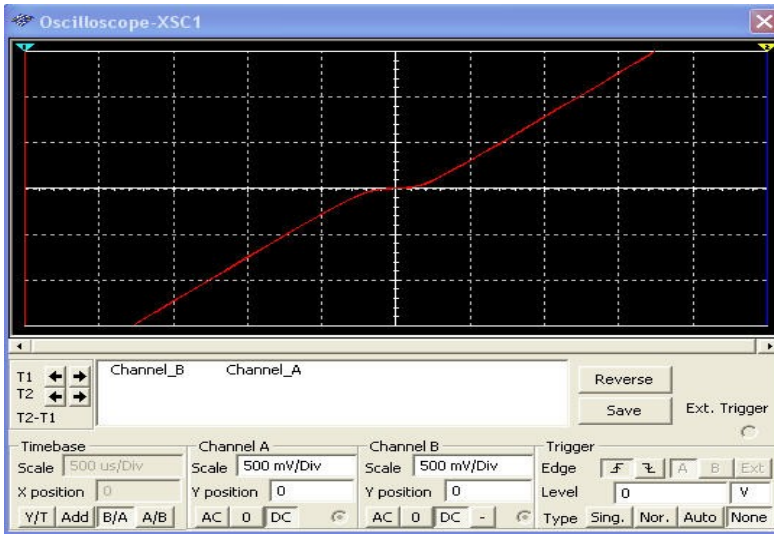 Oscilloscope-XSC1
1 2
T1
T2
T2-T1
Channel_B Channel_A
Reverse
Save
Ext. Trigger
Timebase
Scale 500 us/Div
X position 0
Y/T Add B/A A/B
Channel A
Scale 500 mV/Div
Y position 0
AC 0 DC
Channel B
Scale 500 mV/Div
Y position 0
AC 0 DC -
Trigger
Edge A B Ext
Level 0 V
Type Sing. Nor. Auto None